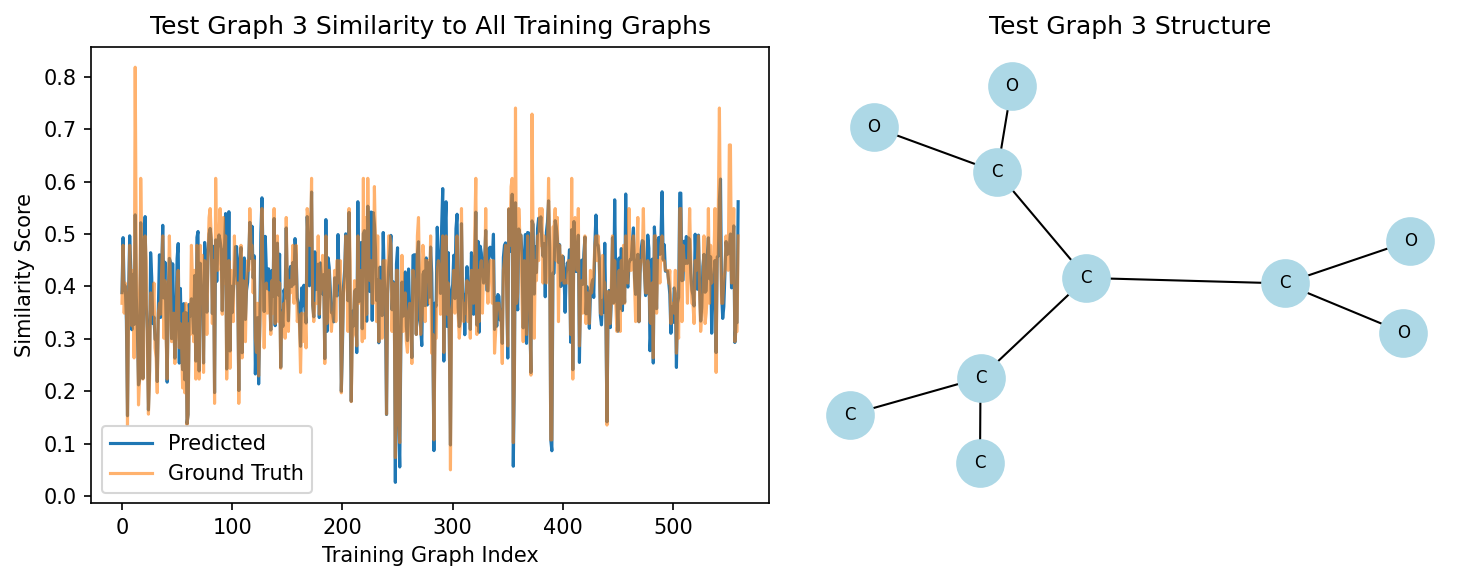 Test Graph 3 Similarity to All Training Graphs
Similarity Score
0.8
0.7
0.6
0.5
0.4
0.3
0.2
0.1
0.0
Predicted
Ground Truth
0 100 200 300 400 500
Training Graph Index
Test Graph 3 Structure
O
O
C
O
C
C
O
C
C
C